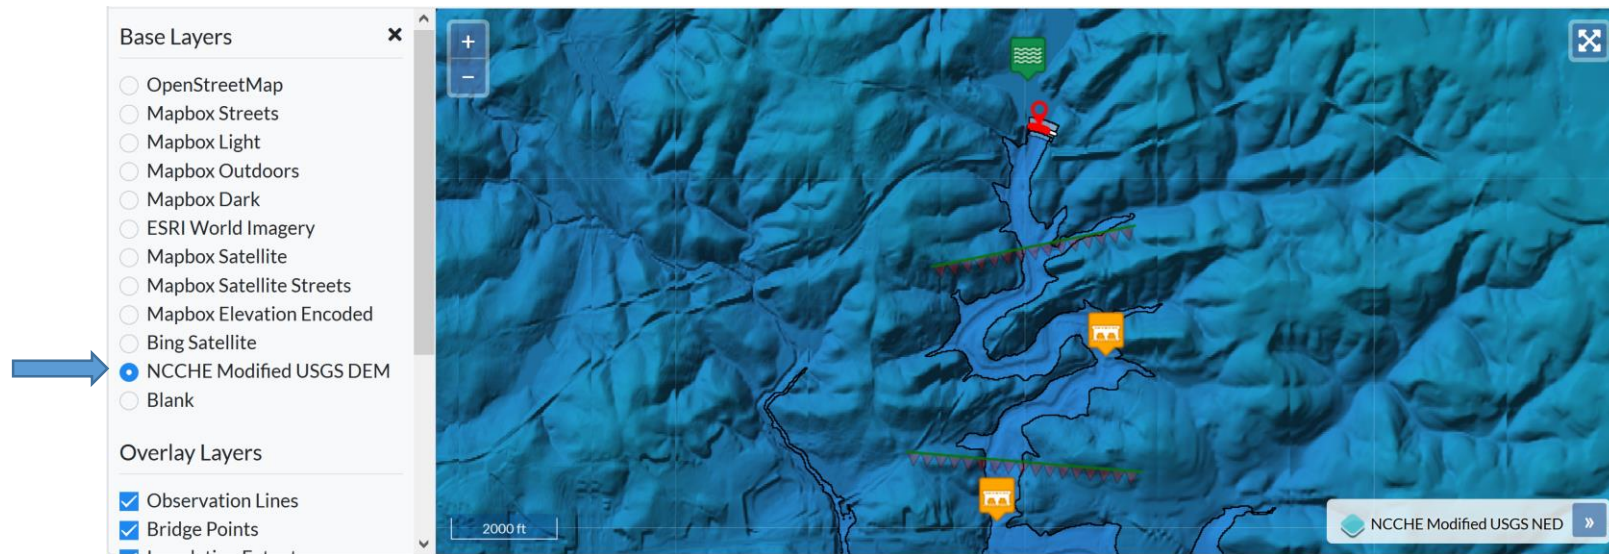 Base Layers
OpenStreetMap
Mapbox Streets
Mapbox Light
Mapbox Outdoors
Mapbox Dark
ESRI World Imagery
Mapbox Satellite
Mapbox Satellite Streets
Mapbox Elevation Encoded
Bing Satellite
NCCHE Modified USGS DEM
Blank
Overlay Layers
Observation Lines
Bridge Points
+
−
2000 ft
NCCHE Modified USGS NED »